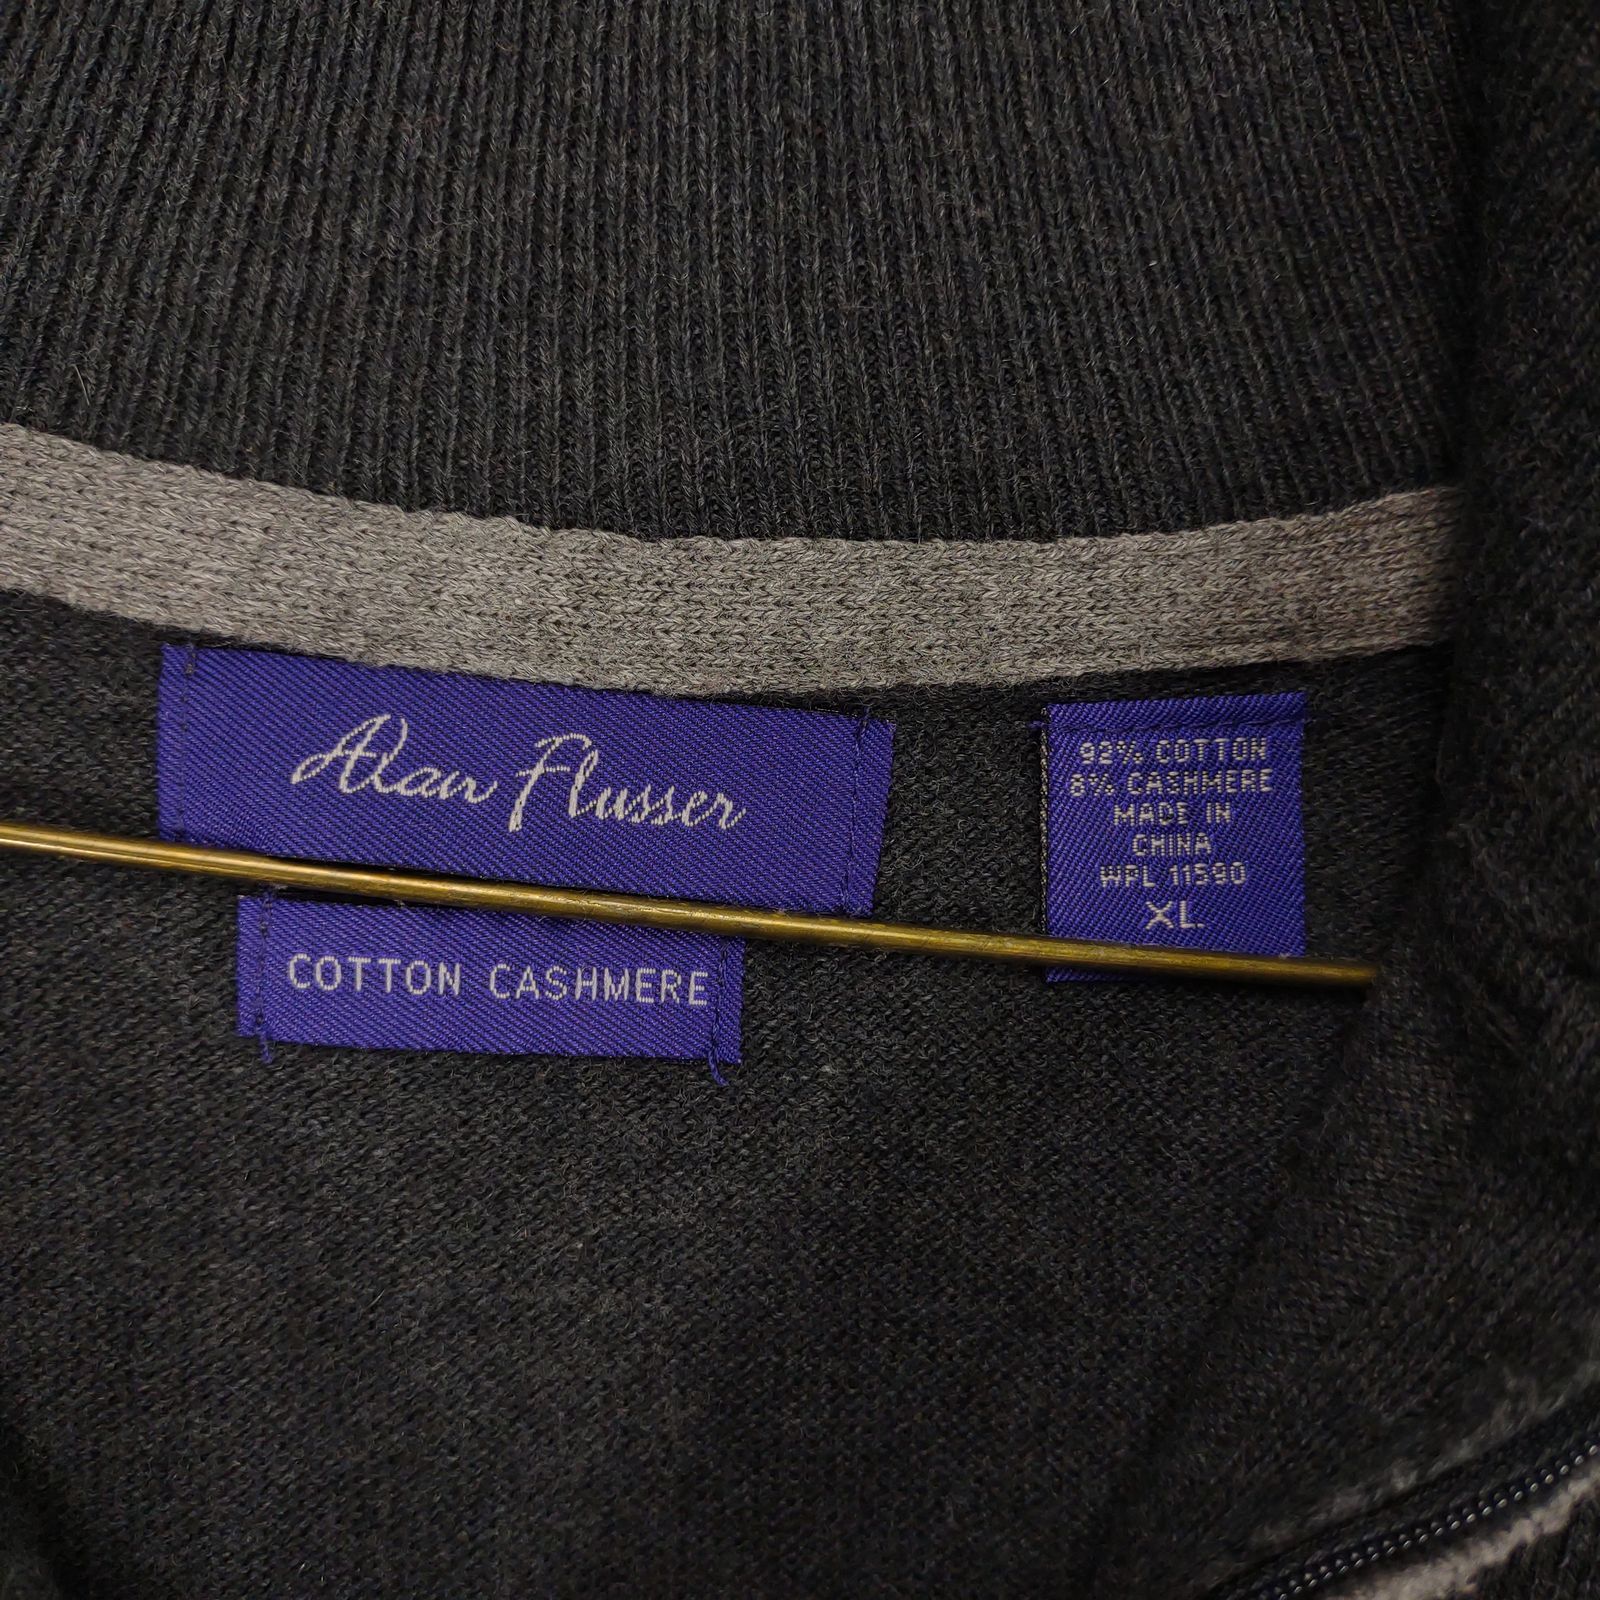 Alan Flusser
COTTON CASHMERE
92% COTTON
8% CASHMERE
MADE IN
CHINA
WPL 11590
XL